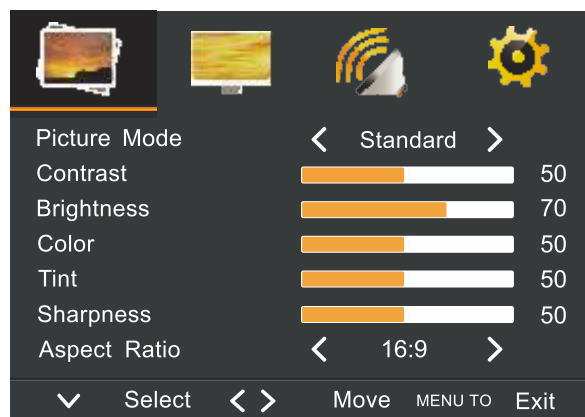 Picture Mode Standard
Contrast 50
Brightness 70
Color 50
Tint 50
Sharpness 50
Aspect Ratio 16:9
Select Move MENU TO Exit